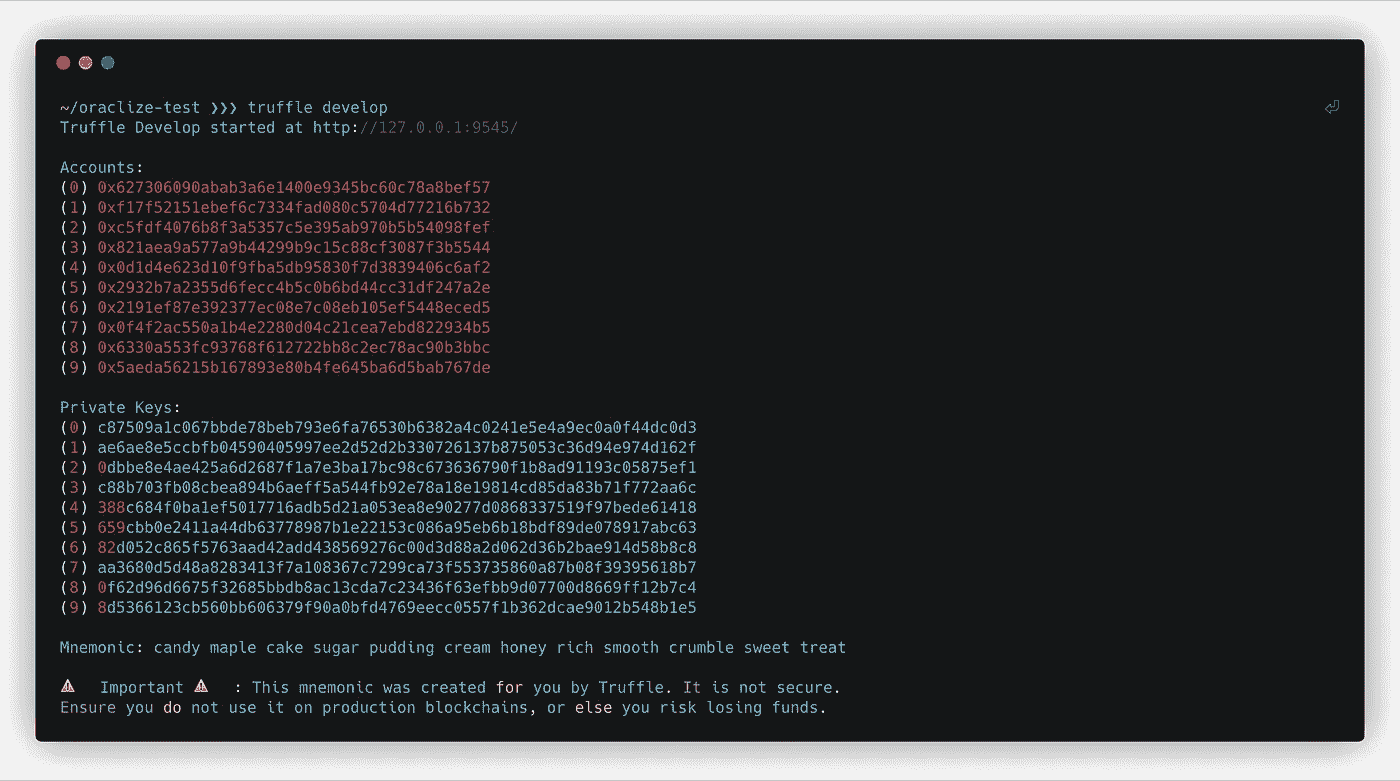 ~/oraclize-test ❯❯❯ truffle develop
Truffle Develop started at http://127.0.0.1:9545/
Accounts:
(0) 0x627306090abab3a6e1400e9345bc60c78a8bef57
(1) 0xf17f52151ebef6c7334fad080c5704d77216b732
(2) 0xc5fdf4076b8f3a5357c5e395ab970b5b54098fef
(3) 0x821aea9a577a9b44299b9c15c88cf3087f3b5544
(4) 0x0d1d4e623d10f9fba5db95830f7d3839406c6af2
(5) 0x2932b7a2355d6fecc4b5c0b6bd44cc31df247a2e
(6) 0x2191ef87e392377ec08e7c08eb105ef5448eced5
(7) 0x0f4f2ac550a1b4e2280d04c21cea7ebd822934b5
(8) 0x6330a553fc93768f612722bb8c2ec78ac90b3bbc
(9) 0x5aeda56215b167893e80b4fe645ba6d5bab767de
Private Keys:
(0) c87509a1c067bbde78beb793e6fa76530b6382a4c0241e5e4a9ec0a0f44dc0d3
(1) ae6ae8e5ccbfb04590405997ee2d52d2b330726137b875053c36d94e974d162f
(2) 0dbbe8e4ae425a6d2687f1a7e3ba17bc98c673636790f1b8ad91193c05875ef1
(3) c88b703fb08cbea894b6aeff5a544fb92e78a18e19814cd85da83b71f772aa6c
(4) 388c684f0ba1ef5017716adb5d21a053ea8e90277d0868337519f97bede61418
(5) 659cbb0e2411a44db63778987b1e22153c086a95eb6b18bdf89de078917abc63
(6) 82d052c865f5763aad42add438569276c00d3d88a2d062d36b2bae914d58b8c8
(7) aa3680d5d48a8283413f7a108367c7299ca73f553735860a87b08f39395618b7
(8) 0f62d96d6675f32685bbdb8ac13cda7c23436f63efbb9d07700d8669ff12b7c4
(9) 8d5366123cb560bb606379f90a0bfd4769eecc0557f1b362dcae9012b548b1e5
Mnemonic: candy maple cake sugar pudding cream honey rich smooth crumble sweet treat
⚠ Important ⚠ : This mnemonic was created for you by Truffle. It is not secure.
Ensure you do not use it on production blockchains, or else you risk losing funds.